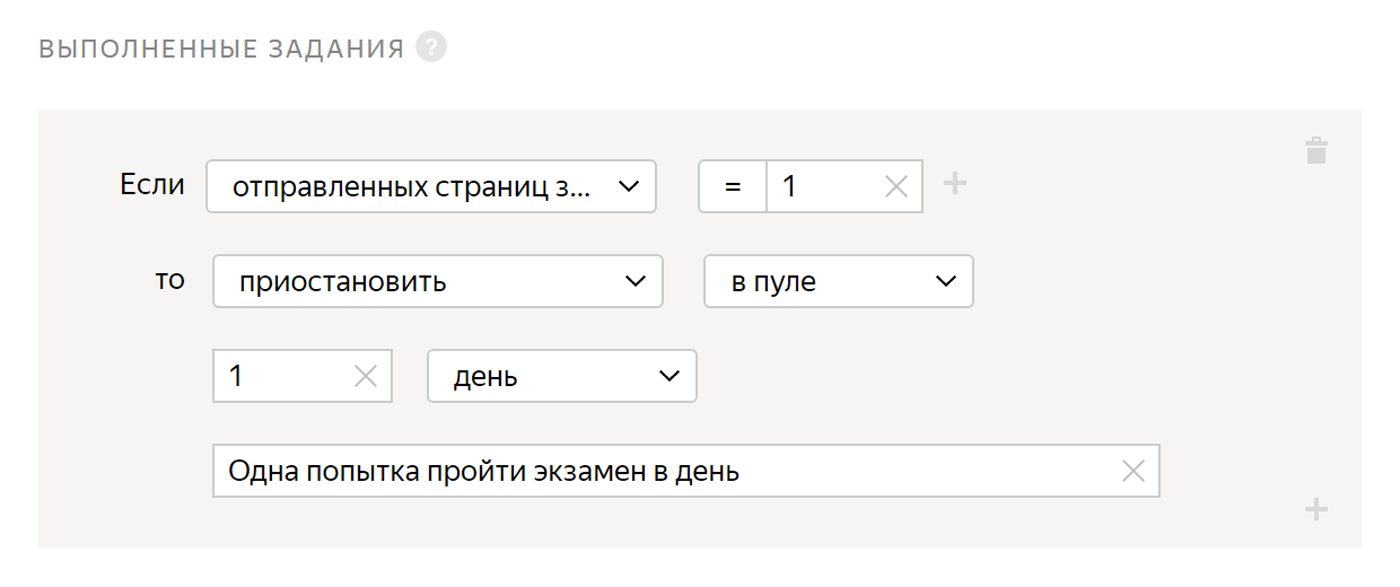 ВЫПОЛНЕННЫЕ ЗАДАНИЯ ?
Если отправленных страниц з... = 1
то приостановить в пуле
1 день
Одна попытка пройти экзамен в день